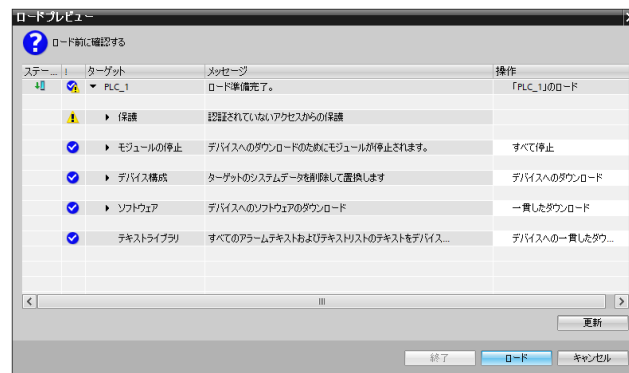 ロードプレビュー
ロード前に確認する
ステー... ! ターゲット メッセージ 操作
PLC_1 ロード準備完了。 「PLC_1」のロード
保護 認証されていないアクセスからの保護
モジュールの停止 デバイスへのダウンロードのためにモジュールが停止されます。 すべて停止
デバイス構成 ターゲットのシステムデータを削除して置換します デバイスへのダウンロード
ソフトウェア デバイスへのソフトウェアのダウンロード 一貫したダウンロード
テキストライブラリ すべてのアラームテキストおよびテキストリストのテキストをデバイス... デバイスへの一貫したダウ...
更新
終了 ロード キャンセル